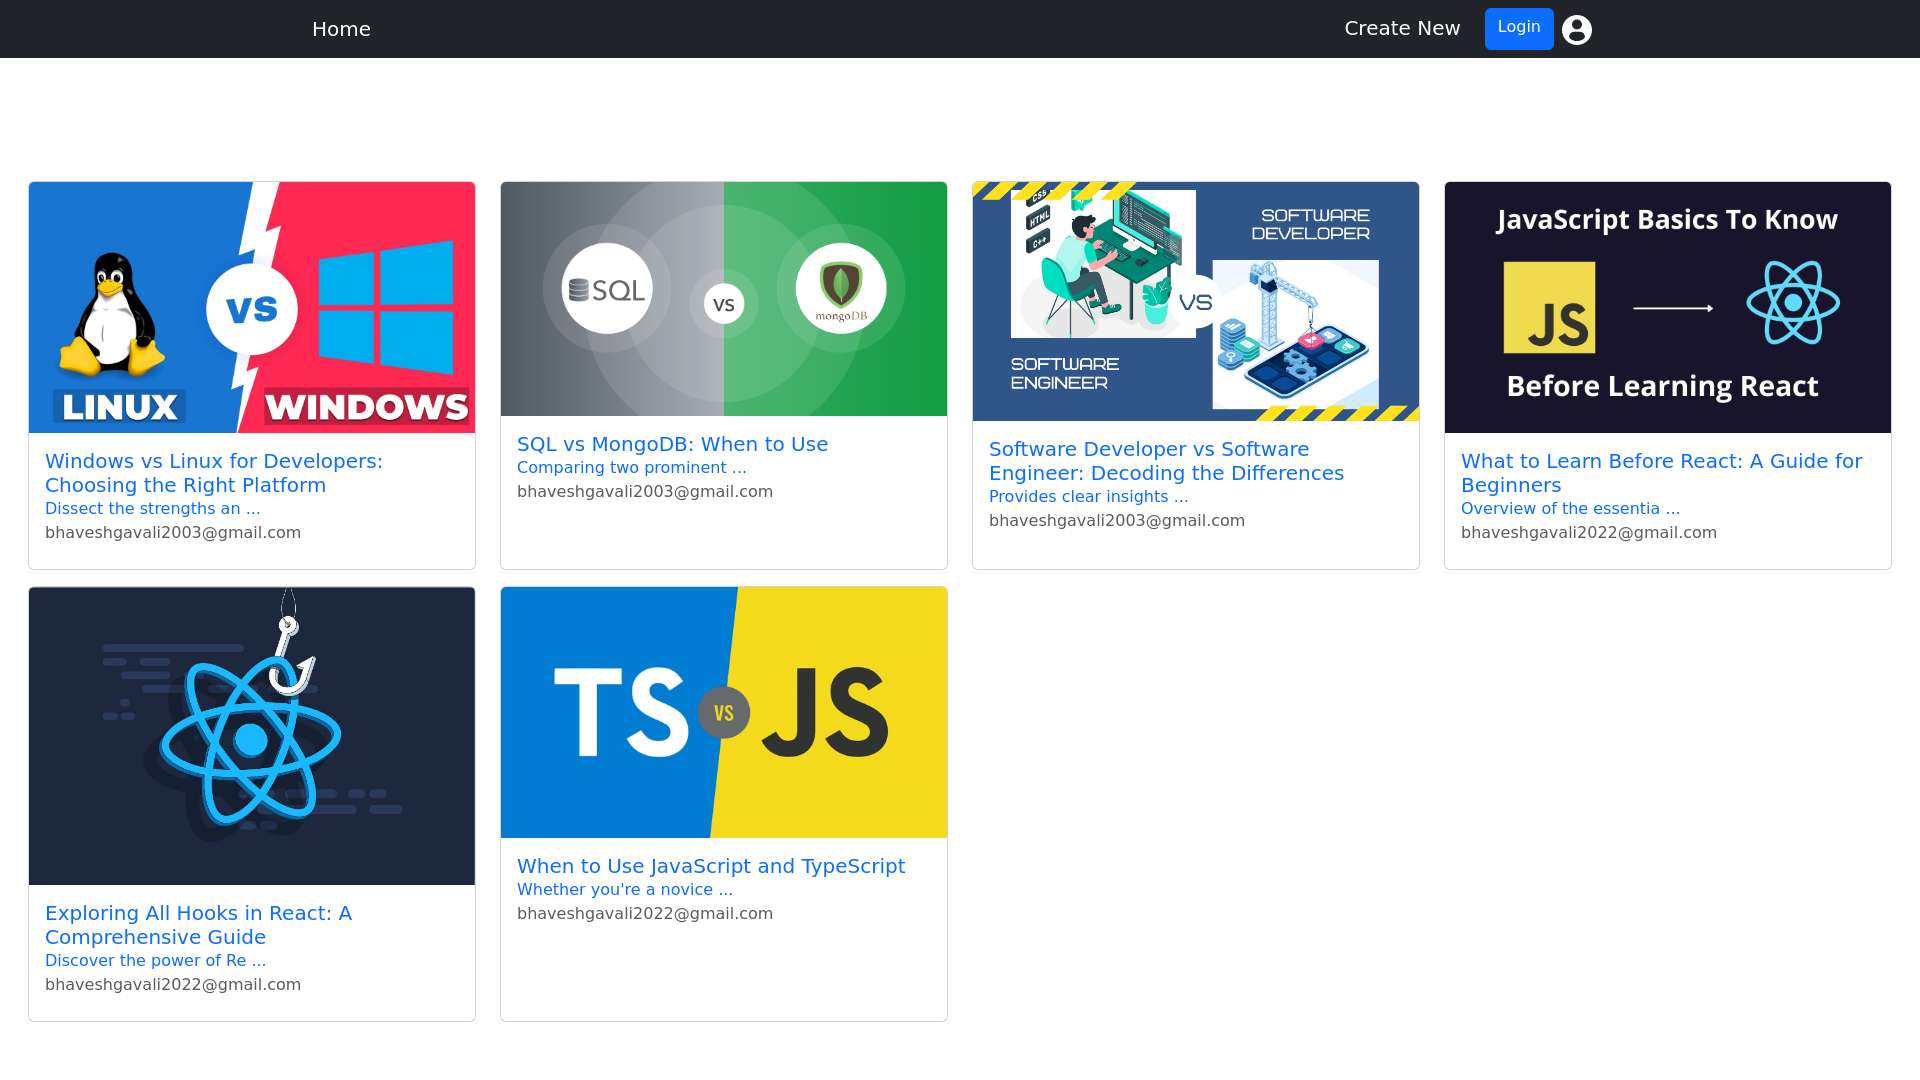 Home
Create New
Login
VS
LINUX
WINDOWS
Windows vs Linux for Developers:
Choosing the Right Platform
Dissect the strengths an ...
bhaveshgavali2003@gmail.com
SQL
VS
mongoDB
SQL vs MongoDB: When to Use
Comparing two prominent ...
bhaveshgavali2003@gmail.com
CSS
HTML
C++
SOFTWARE
DEVELOPER
VS
SOFTWARE
ENGINEER
Software Developer vs Software
Engineer: Decoding the Differences
Provides clear insights ...
bhaveshgavali2003@gmail.com
JavaScript Basics To Know
JS
Before Learning React
What to Learn Before React: A Guide for
Beginners
Overview of the essentia ...
bhaveshgavali2022@gmail.com
Exploring All Hooks in React: A
Comprehensive Guide
Discover the power of Re ...
bhaveshgavali2022@gmail.com
TS
VS
JS
When to Use JavaScript and TypeScript
Whether you're a novice ...
bhaveshgavali2022@gmail.com